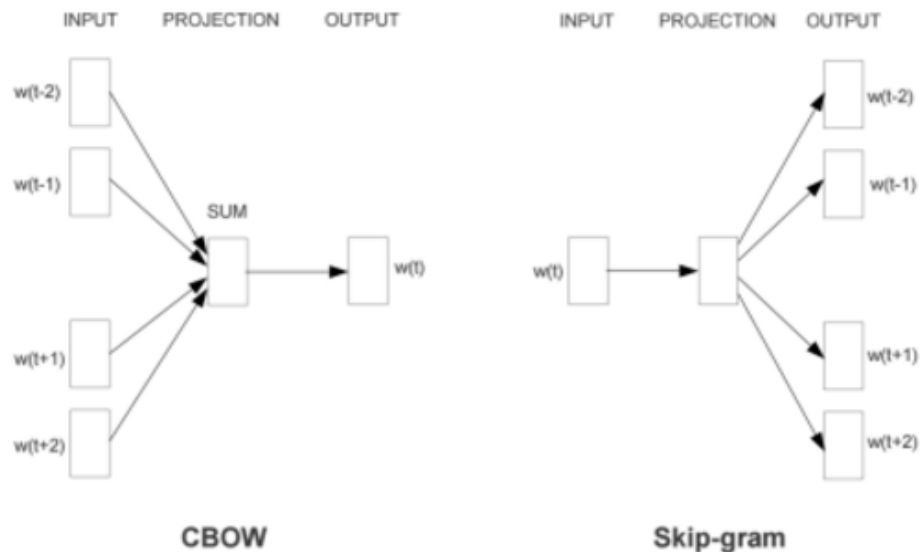 INPUT PROJECTION OUTPUT
w(t-2)
w(t-1)
SUM
w(t)
w(t+1)
w(t+2)
CBOW
INPUT PROJECTION OUTPUT
w(t-2)
w(t-1)
w(t)
w(t+1)
w(t+2)
Skip-gram